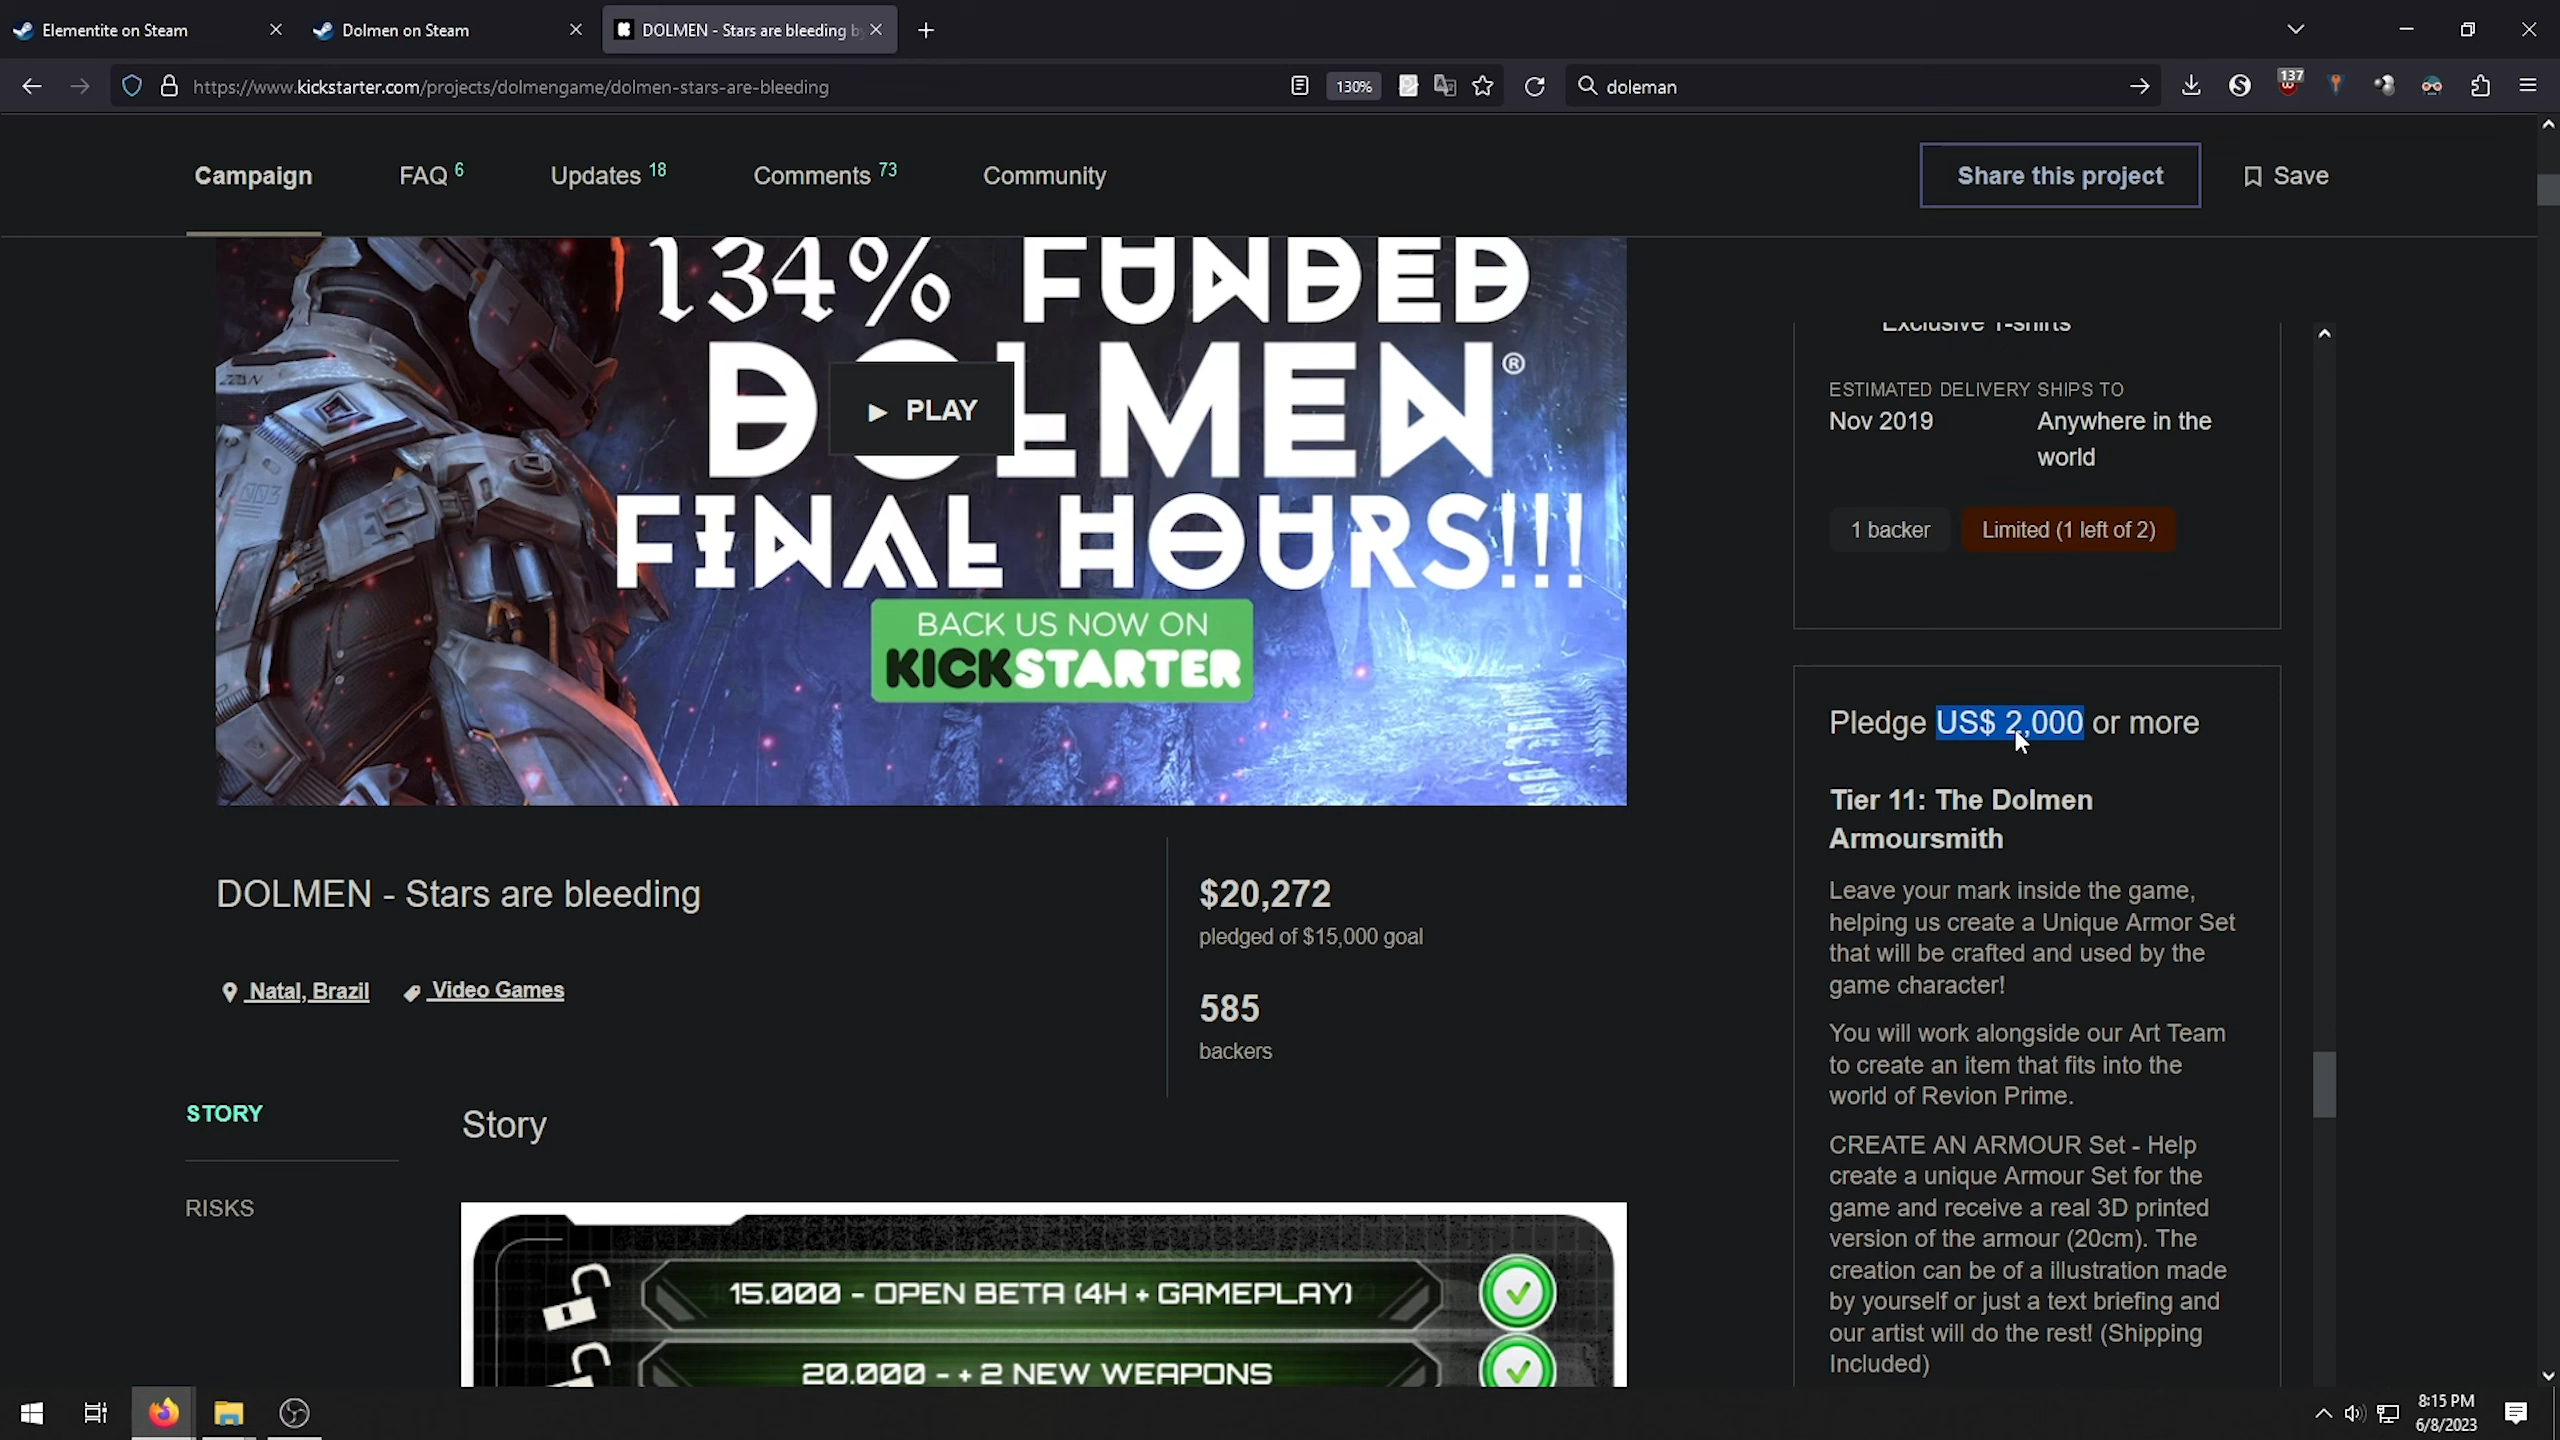 Elementite on Steam
Dolmen on Steam
DOLMEN - Stars are bleeding by
https://www.kickstarter.com/projects/dolmengame/dolmen-stars-are-bleeding
130%
doleman
137
Campaign
FAQ 6
Updates 18
Comments 73
Community
Share this project
Save
134% FUNDED
DOLMEN®
PLAY
FINAL HOURS!!!
BACK US NOW ON
KICKSTARTER
003
Exclusive T-shirts
ESTIMATED DELIVERY SHIPS TO
Nov 2019
Anywhere in the
world
1 backer
Limited (1 left of 2)
Pledge US$ 2,000 or more
Tier 11: The Dolmen
Armoursmith
Leave your mark inside the game,
helping us create a Unique Armor Set
that will be crafted and used by the
game character!
You will work alongside our Art Team
to create an item that fits into the
world of Revion Prime.
CREATE AN ARMOUR Set - Help
create a unique Armour Set for the
game and receive a real 3D printed
version of the armour (20cm). The
creation can be of a illustration made
by yourself or just a text briefing and
our artist will do the rest! (Shipping
Included)
DOLMEN - Stars are bleeding
Natal, Brazil
Video Games
$20,272
pledged of $15,000 goal
585
backers
STORY
RISKS
Story
15.000 - OPEN BETA (4H + GAMEPLAY)
20.000 - + 2 NEW WEAPONS
8:15 PM
6/8/2023